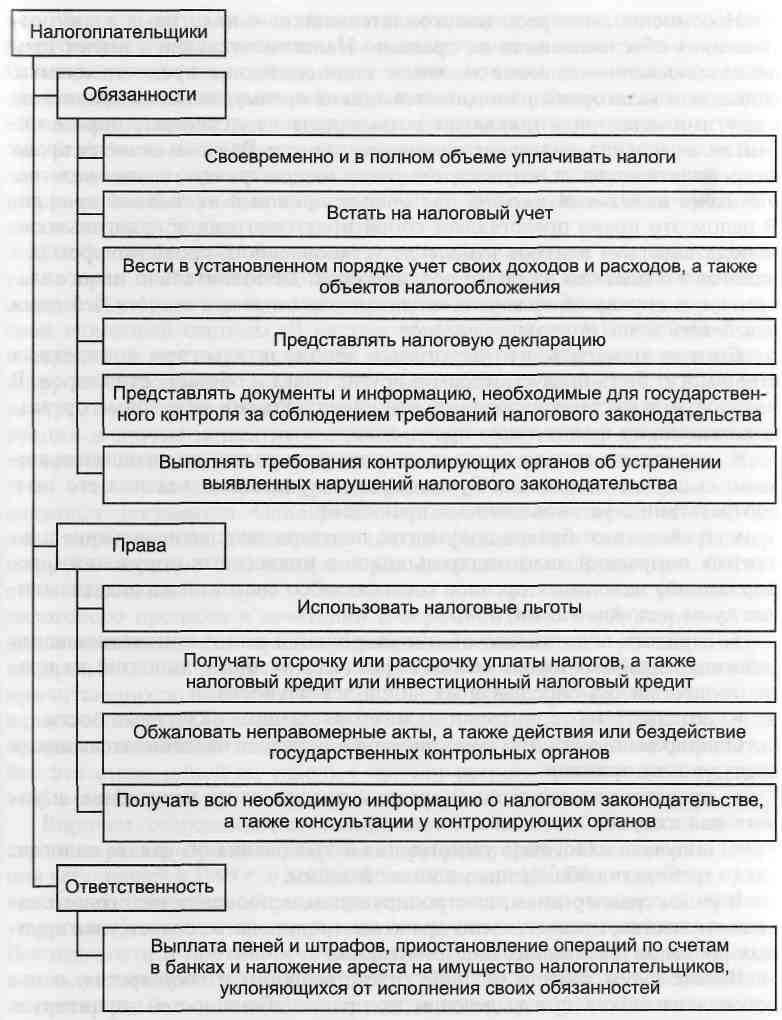 Налогоплательщики
Обязанности
Своевременно и в полном объеме уплачивать налоги
Встать на налоговый учет
Вести в установленном порядке учет своих доходов и расходов, а также
объектов налогообложения
Представлять налоговую декларацию
Представлять документы и информацию, необходимые для государствен-
ного контроля за соблюдением требований налогового законодательства
Выполнять требования контролирующих органов об устранении
выявленных нарушений налогового законодательства
Права
Использовать налоговые льготы
Получать отсрочку или рассрочку уплаты налогов, а также
налоговый кредит или инвестиционный налоговый кредит
Обжаловать неправомерные акты, а также действия или бездействие
государственных контрольных органов
Получать всю необходимую информацию о налоговом законодательстве,
а также консультации у контролирующих органов
Ответственность
Выплата пеней и штрафов, приостановление операций по счетам
в банках и наложение ареста на имущество налогоплательщиков,
уклоняющихся от исполнения своих обязанностей